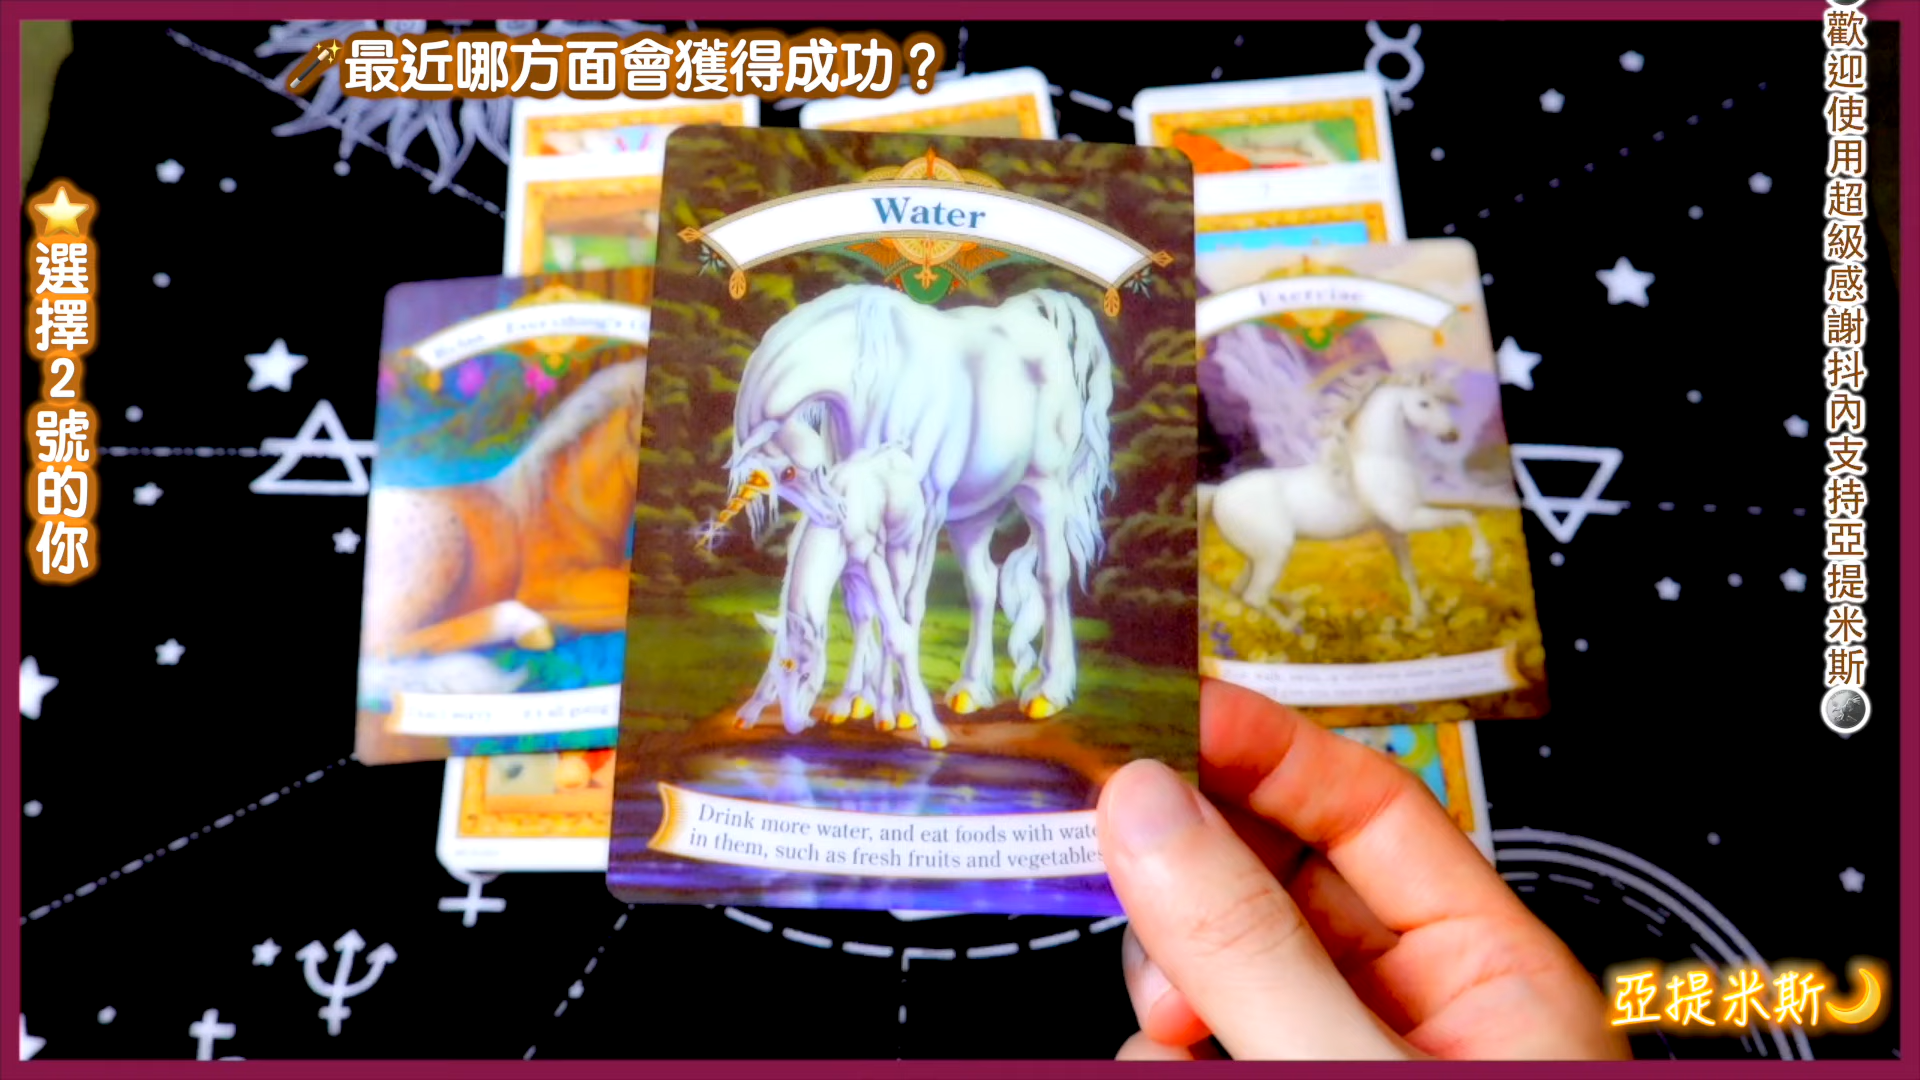 最近哪方面會獲得成功？
選擇2號的你
歡迎使用超級感謝抖內支持亞提米斯
Water
Exercise
Drink more water, and eat foods with
in them, such as fresh fruits and vegetables
亞提米斯